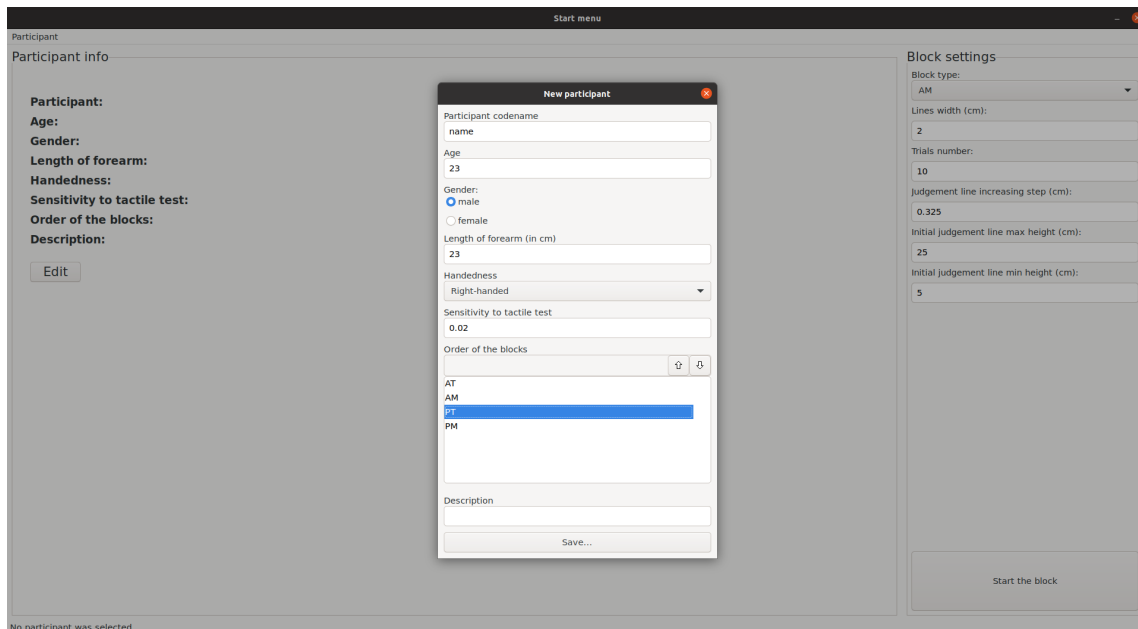 Start menu
Participant
Participant info
Participant:
Age:
Gender:
Length of forearm:
Handedness:
Sensitivity to tactile test:
Order of the blocks:
Description:
Edit
New participant
Participant codename
name
Age
23
Gender:
male
female
Length of forearm (in cm)
23
Handedness
Right-handed
Sensitivity to tactile test
0.02
Order of the blocks
AT
AM
PT
PM
Description
Save...
Block settings
Block type:
AM
Lines width (cm):
2
Trials number:
10
Judgement line increasing step (cm):
0.325
Initial judgement line max height (cm):
25
Initial judgement line min height (cm):
5
Start the block
No participant was selected